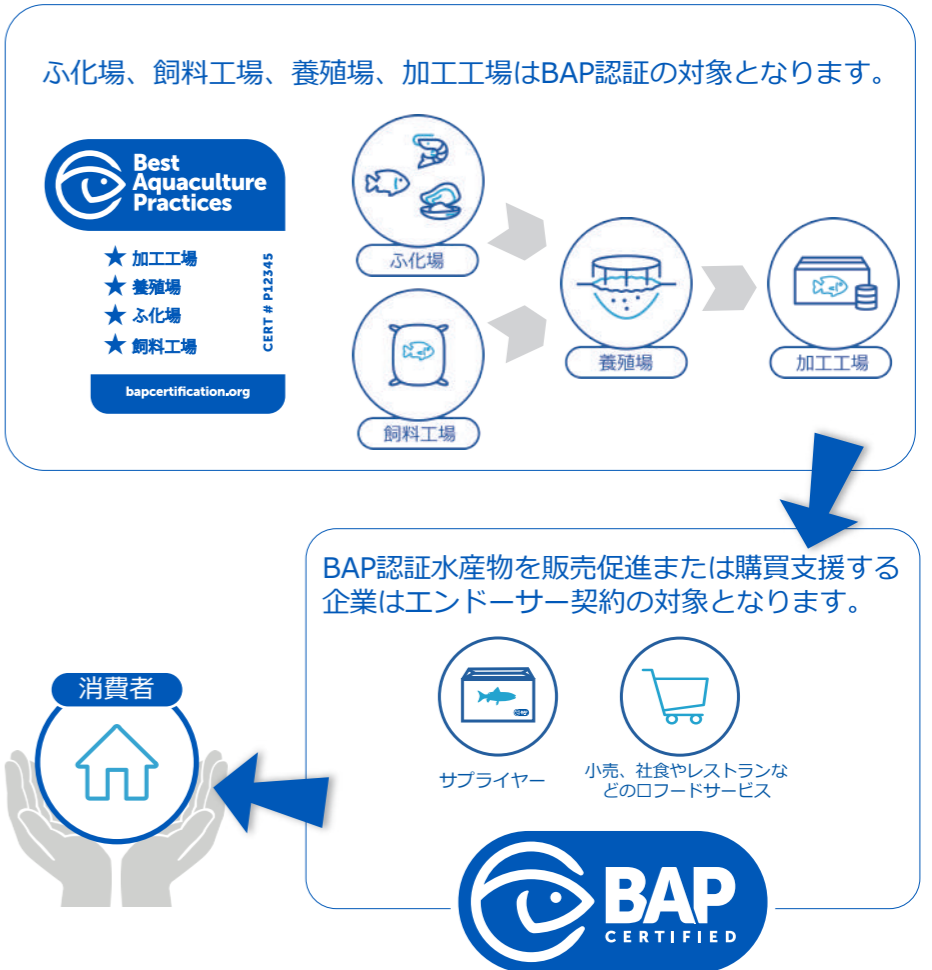 ふ化場、飼料工場、養殖場、加工工場はBAP認証の対象となります。
Best
Aquaculture
Practices
★ 加工工場
★ 養殖場
★ ふ化場
★ 飼料工場
CERT # P12345
bapcertification.org
ふ化場
飼料工場
養殖場
加工工場
BAP認証水産物を販売促進または購買支援する
企業はエンドーサー契約の対象となります。
サプライヤー
小売、社食やレストランな
どのロフードサービス
消費者
BAP
CERTIFIED